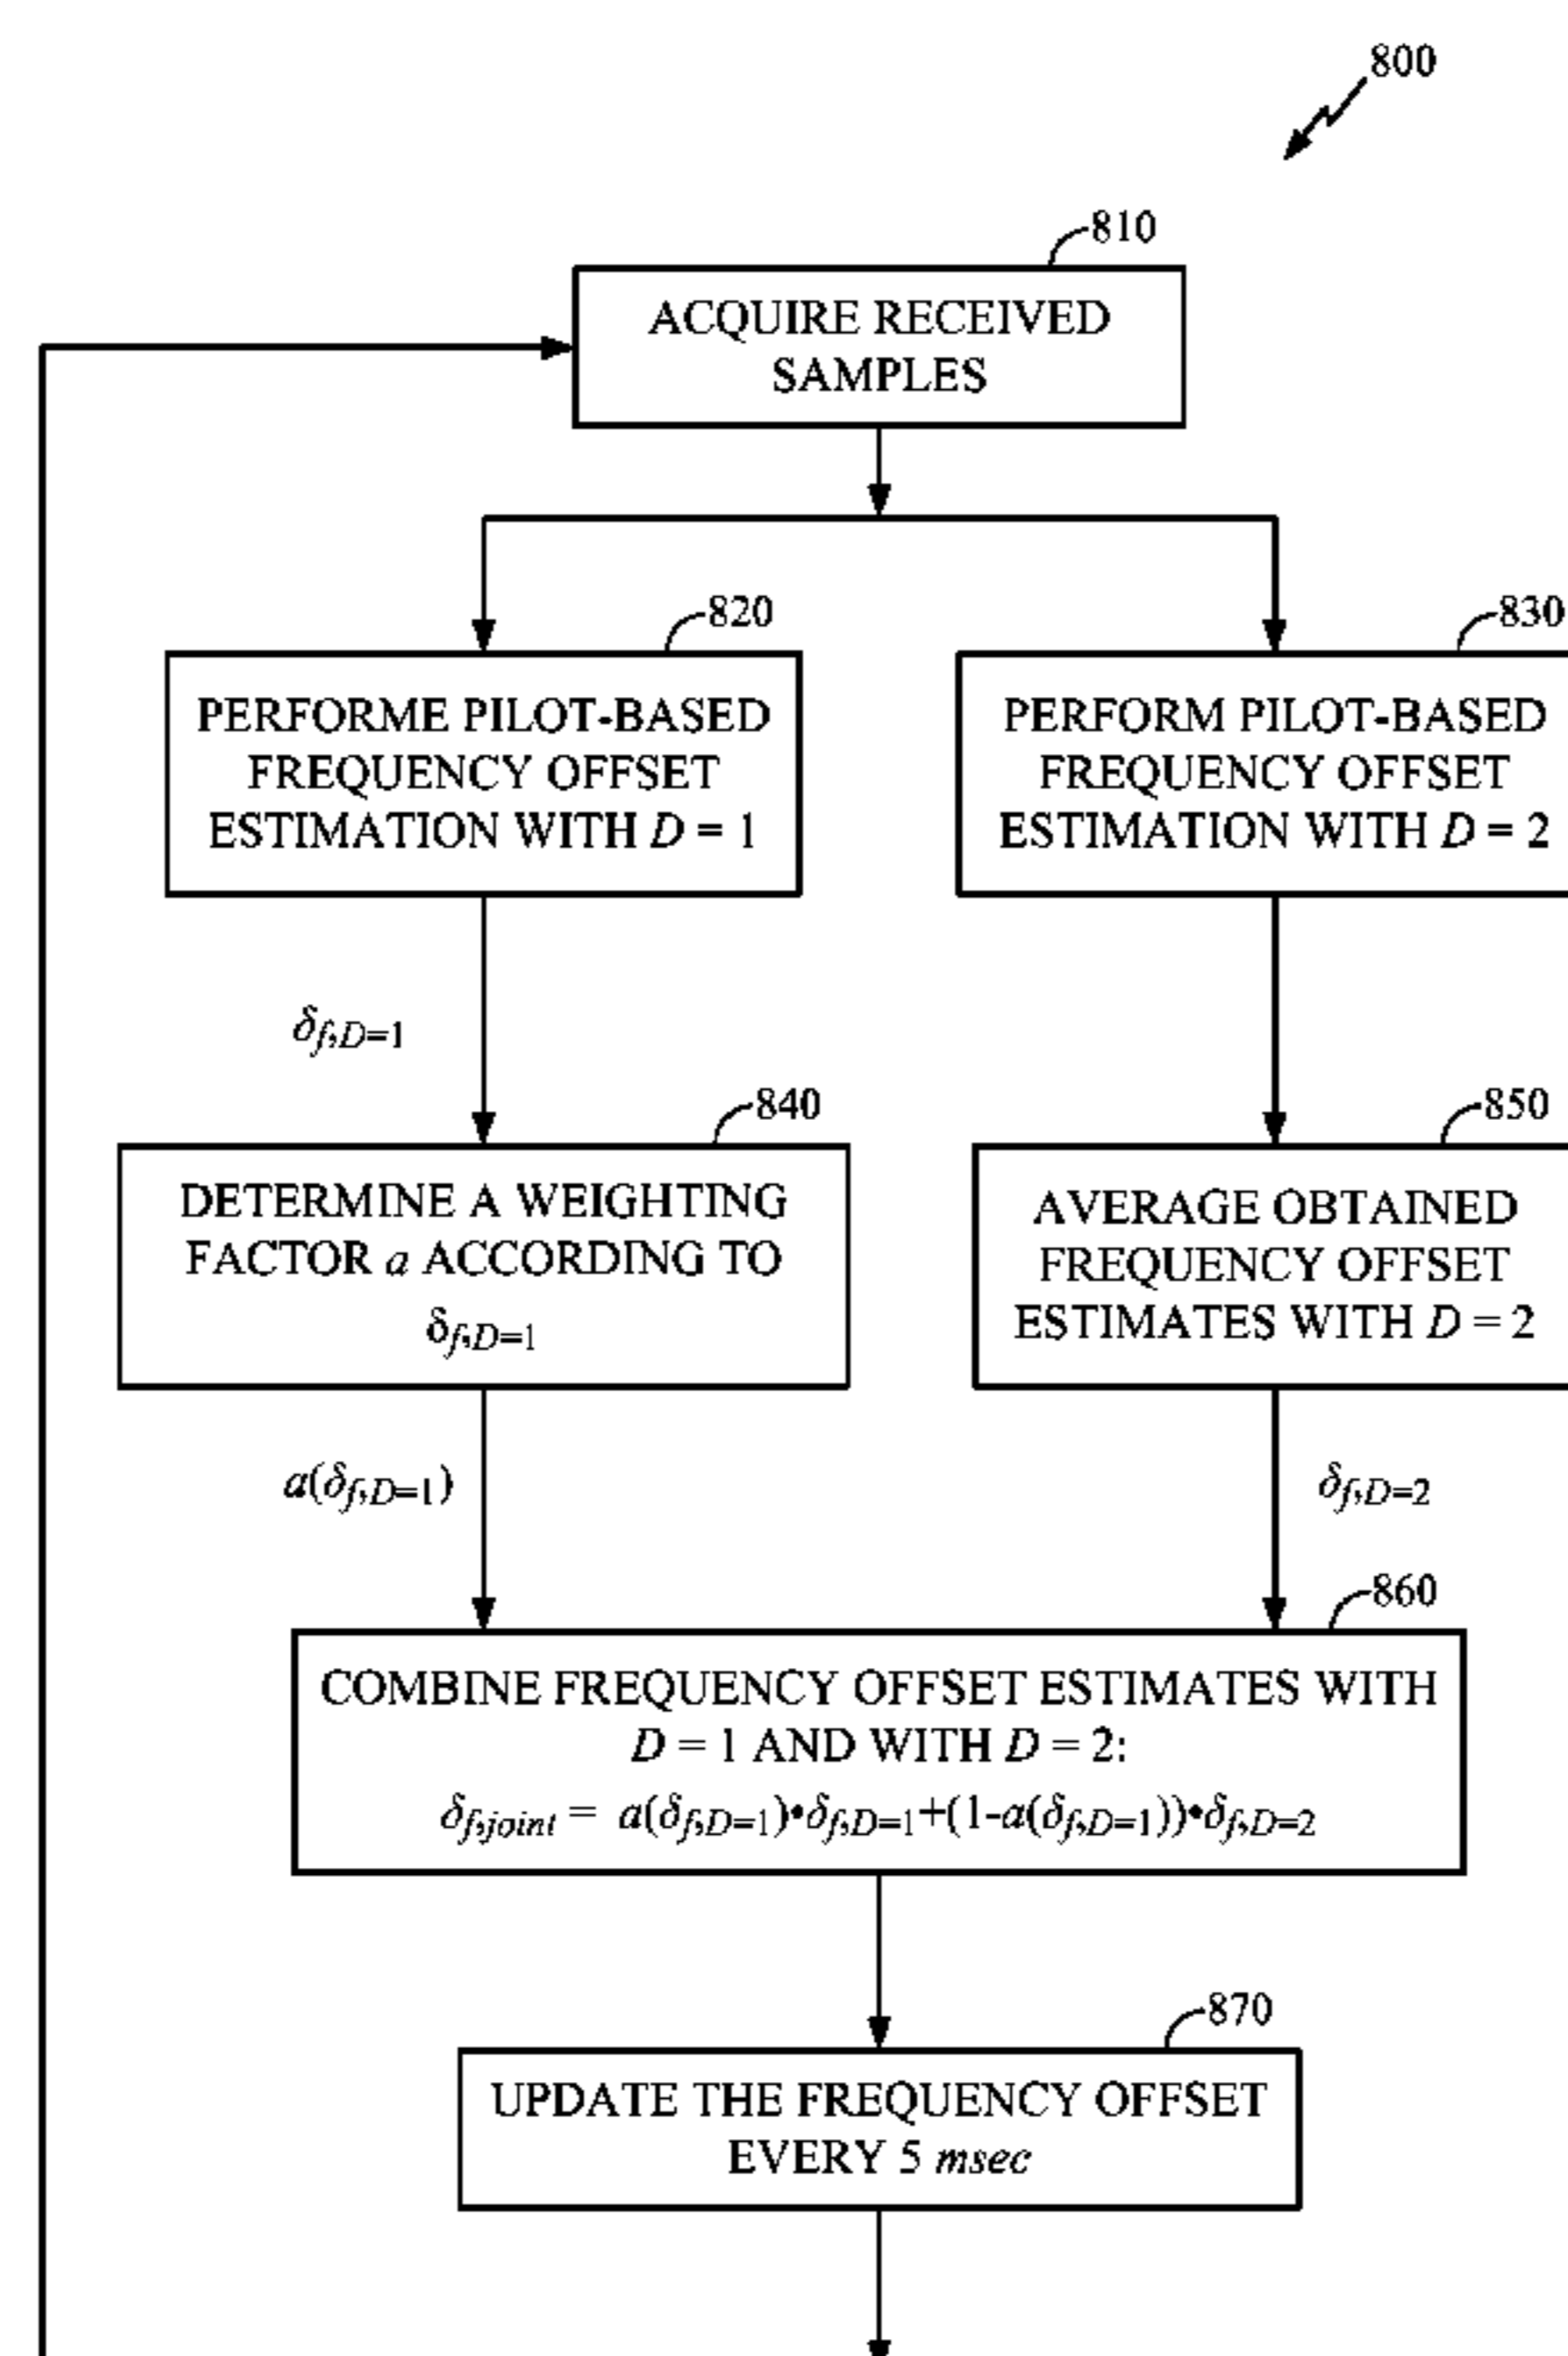 800
810
ACQUIRE RECEIVED
SAMPLES
820
PERFORME PILOT-BASED
FREQUENCY OFFSET
ESTIMATION WITH D = 1
830
PERFORM PILOT-BASED
FREQUENCY OFFSET
ESTIMATION WITH D = 2
δf,D=1
840
DETERMINE A WEIGHTING
FACTOR a ACCORDING TO
δf,D=1
850
AVERAGE OBTAINED
FREQUENCY OFFSET
ESTIMATES WITH D = 2
a(δf,D=1)
δf,D=2
860
COMBINE FREQUENCY OFFSET ESTIMATES WITH
D = 1 AND WITH D = 2:
δf,joint = a(δf,D=1)•δf,D=1+(1-a(δf,D=1))•δf,D=2
870
UPDATE THE FREQUENCY OFFSET
EVERY 5 msec